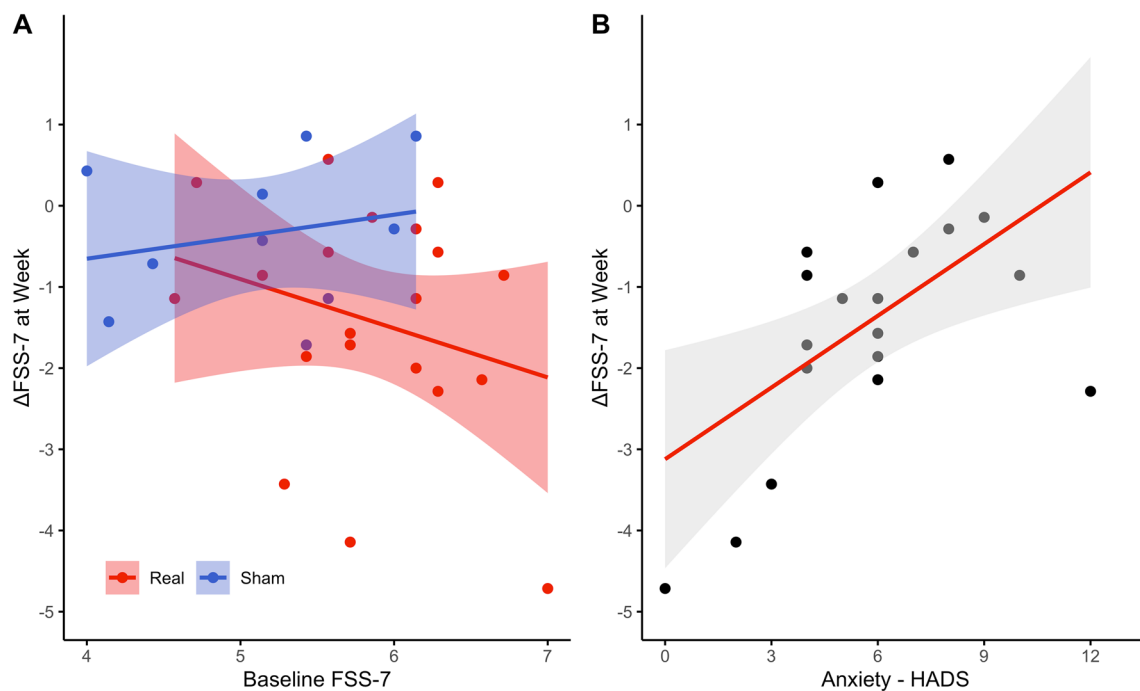 A
ΔFSS-7 at Week
1
0
-1
-2
-3
-4
-5
Real
Sham
4
5
6
7
Baseline FSS-7
B
ΔFSS-7 at Week
1
0
-1
-2
-3
-4
-5
0
3
6
9
12
Anxiety - HADS